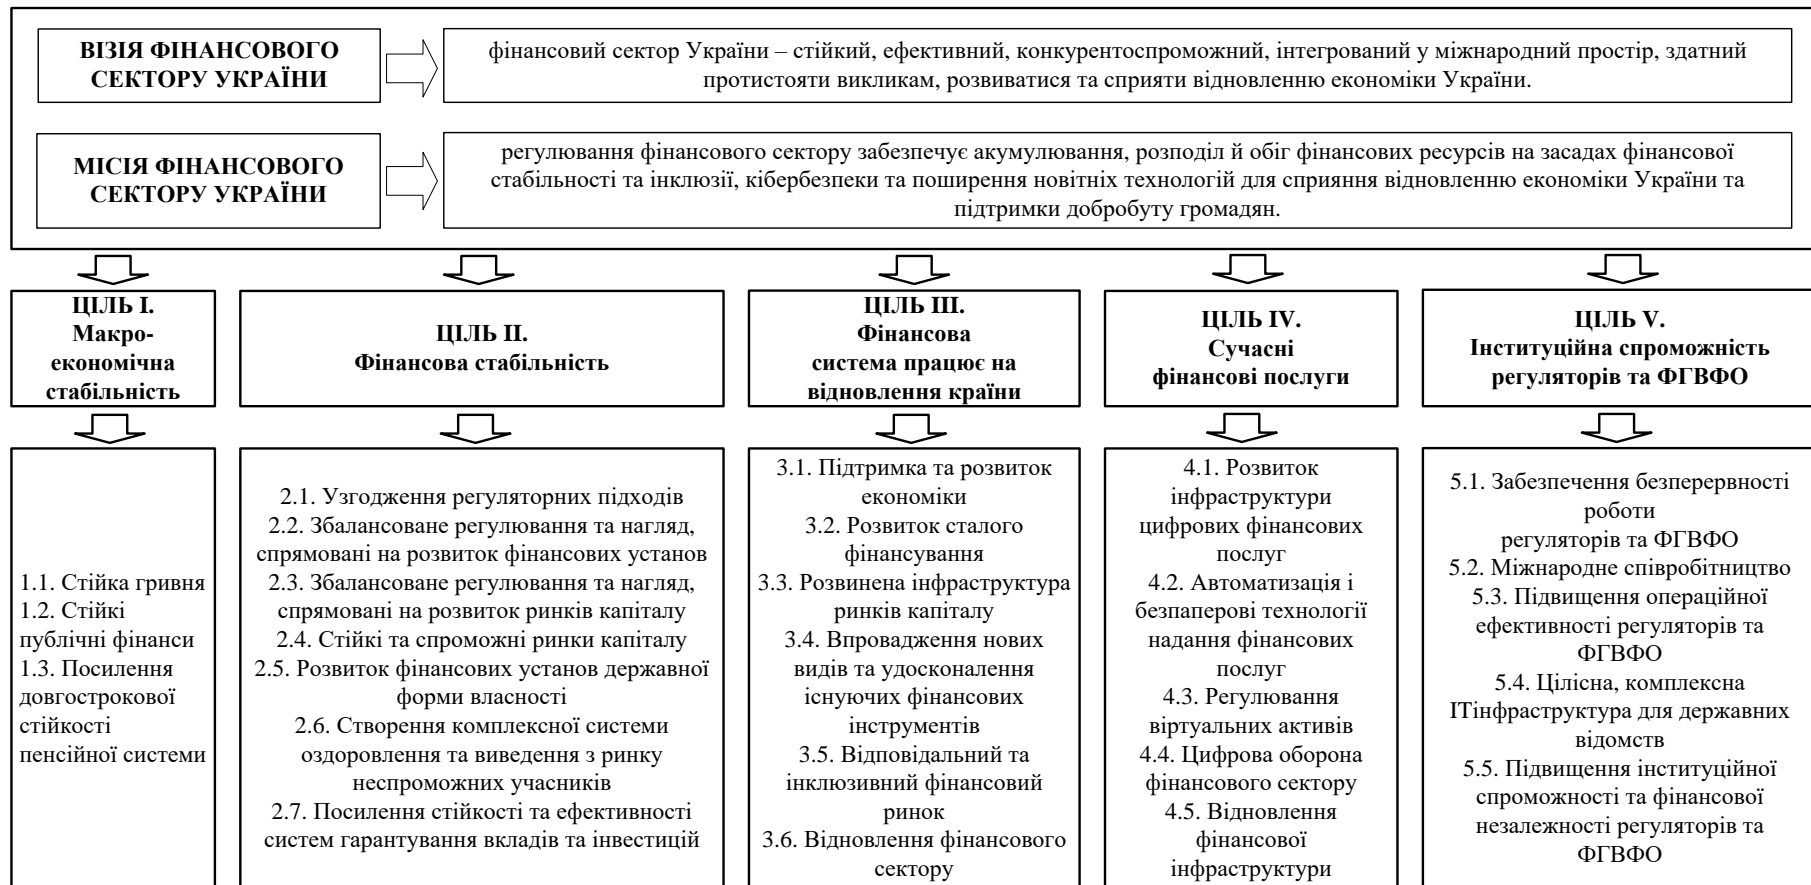 ВІЗІЯ ФІНАНСОВОГО
СЕКТОРУ УКРАЇНИ
фінансовий сектор України – стійкий, ефективний, конкурентоспроможний, інтегрований у міжнародний простір, здатний
протистояти викликам, розвиватися та сприяти відновленню економіки України.
МІСІЯ ФІНАНСОВОГО
СЕКТОРУ УКРАЇНИ
регулювання фінансового сектору забезпечує акумулювання, розподіл й обіг фінансових ресурсів на засадах фінансової
стабільності та інклюзії, кібербезпеки та поширення новітніх технологій для сприяння відновленню економіки України та
підтримки добробуту громадян.
ЦІЛЬ І.
Макро-
економічна
стабільність
ЦІЛЬ ІІ.
Фінансова стабільність
ЦІЛЬ ІІІ.
Фінансова
система працює на
відновлення країни
ЦІЛЬ IV.
Сучасні
фінансові послуги
ЦІЛЬ V.
Інституційна спроможність
регуляторів та ФГВФО
1.1. Стійка гривня
1.2. Стійкі
публічні фінанси
1.3. Посилення
довгострокової
стійкості
пенсійної системи
2.1. Узгодження регуляторних підходів
2.2. Збалансоване регулювання та нагляд,
спрямовані на розвиток фінансових установ
2.3. Збалансоване регулювання та нагляд,
спрямовані на розвиток ринків капіталу
2.4. Стійкі та спроможні ринки капіталу
2.5. Розвиток фінансових установ державної
форми власності
2.6. Створення комплексної системи
оздоровлення та виведення з ринку
неспроможних учасників
2.7. Посилення стійкості та ефективності
систем гарантування вкладів та інвестицій
3.1. Підтримка та розвиток
економіки
3.2. Розвиток сталого
фінансування
3.3. Розвинена інфраструктура
ринків капіталу
3.4. Впровадження нових
видів та удосконалення
існуючих фінансових
інструментів
3.5. Відповідальний та
інклюзивний фінансовий
ринок
3.6. Відновлення фінансового
сектору
4.1. Розвиток
інфраструктури
цифрових фінансових
послуг
4.2. Автоматизація і
безпаперові технології
надання фінансових
послуг
4.3. Регулювання
віртуальних активів
4.4. Цифрова оборона
фінансового сектору
4.5. Відновлення
фінансової
інфраструктури
5.1. Забезпечення безперервності
роботи
регуляторів та ФГВФО
5.2. Міжнародне співробітництво
5.3. Підвищення операційної
ефективності регуляторів та
ФГВФО
5.4. Цілісна, комплексна
ІТінфраструктура для державних
відомств
5.5. Підвищення інституційної
спроможності та фінансової
незалежності регуляторів та
ФГВФО